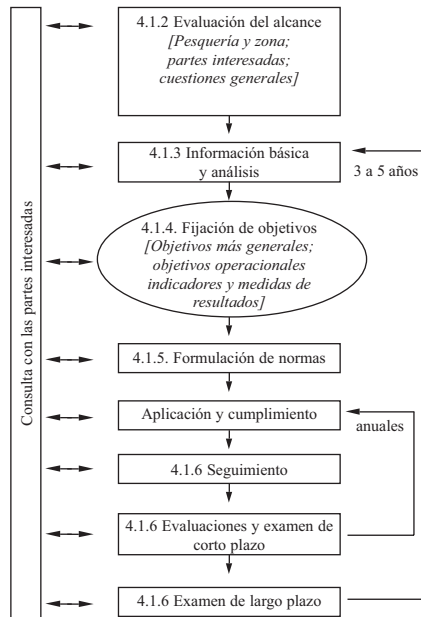 Consulta con las partes interesadas
4.1.2 Evaluación del alcance
[Pesquería y zona;
partes interesadas;
cuestiones generales]
4.1.3 Información básica
y análisis
3 a 5 años
4.1.4. Fijación de objetivos
[Objetivos más generales;
objetivos operacionales
indicadores y medidas de
resultados]
4.1.5. Formulación de normas
Aplicación y cumplimiento
anuales
4.1.6 Seguimiento
4.1.6 Evaluaciones y examen de
corto plazo
4.1.6 Examen de largo plazo